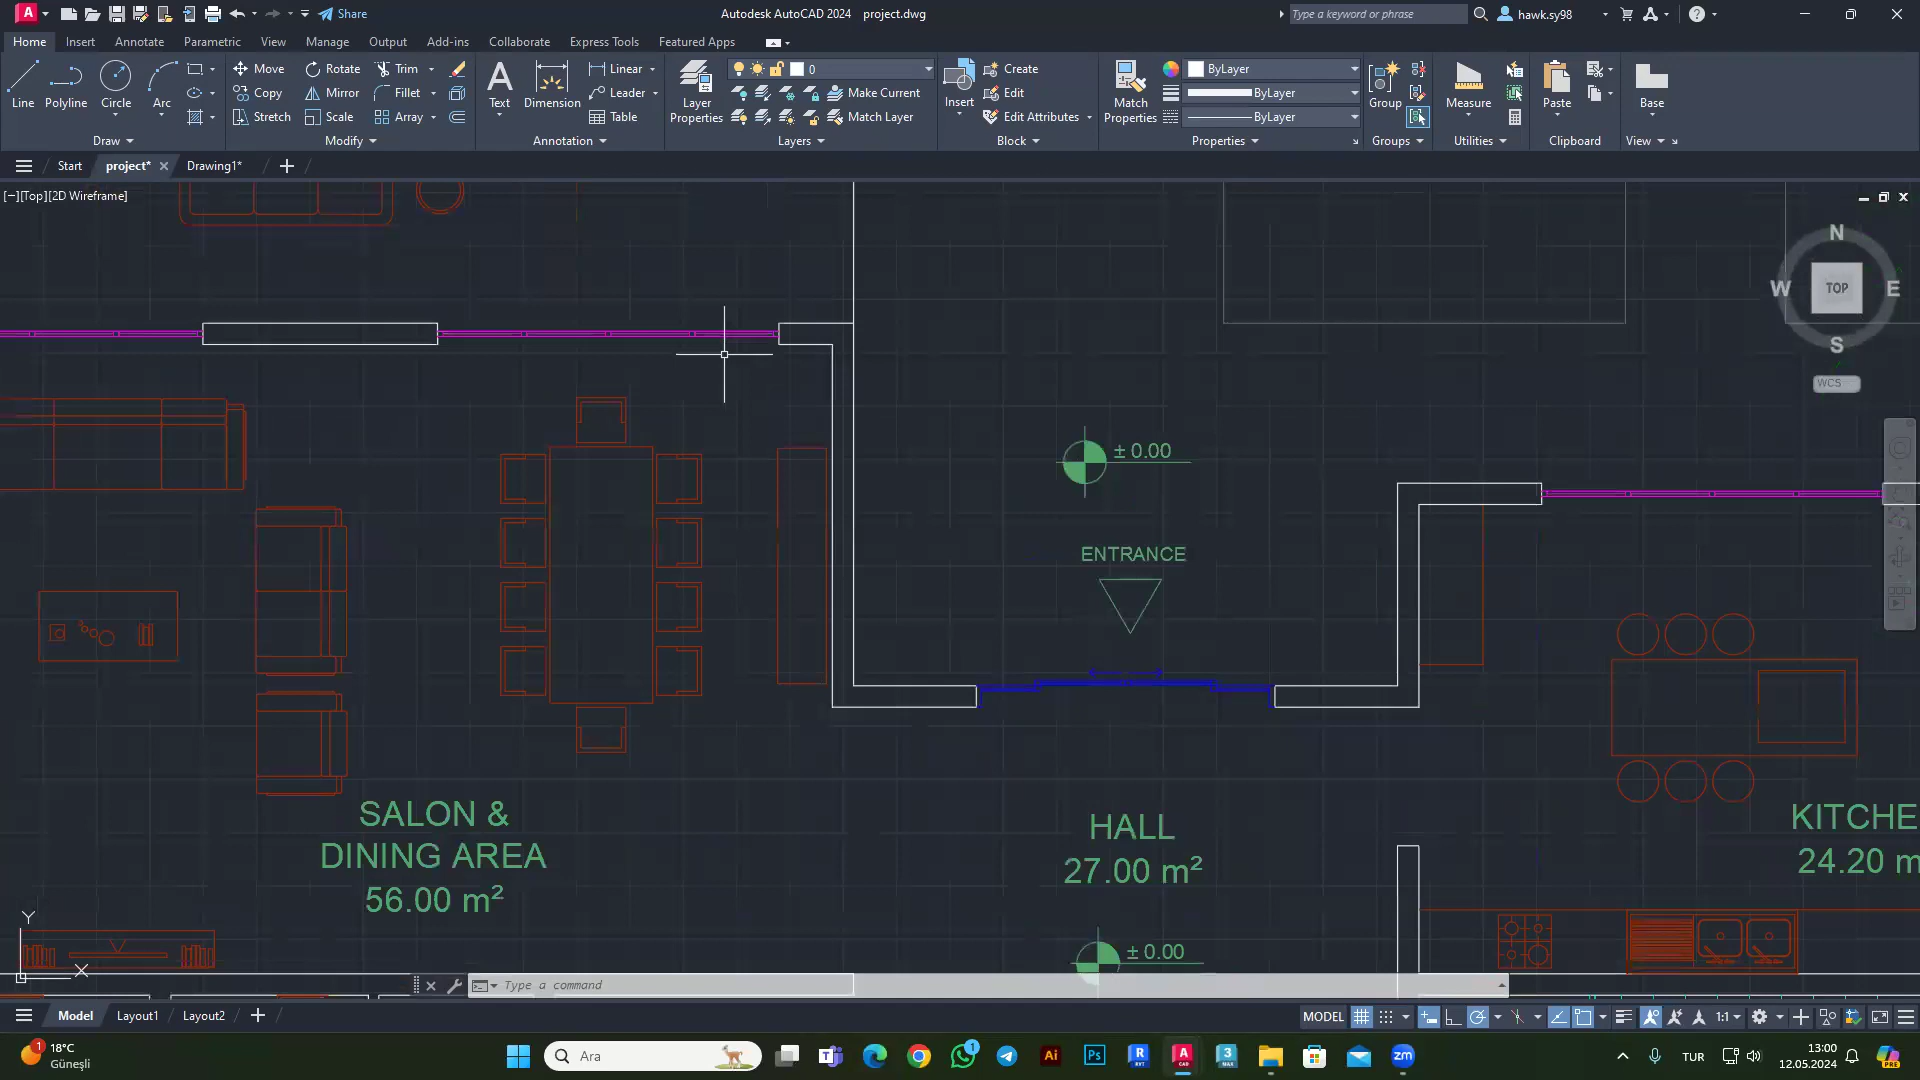 Share
Autodesk AutoCAD 2024 project.dwg
Type a keyword or phrase
hawk.sy98
Home Insert Annotate Parametric View Manage Output Add-ins Collaborate Express Tools Featured Apps
Line Polyline Circle Arc
Move Rotate Trim
Copy Mirror Fillet
Stretch Scale Array
Text Dimension
Linear
Leader
Table
Layer Properties
0
Make Current
Match Layer
Insert
Create
Edit
Edit Attributes
Match Properties
ByLayer
ByLayer
ByLayer
Group
Measure
Paste
Base
Draw Modify Annotation Layers Block Properties Groups Utilities Clipboard View
Start project* Drawing1*
[−][Top][2D Wireframe]
N
W TOP E
S
WCS
± 0.00
ENTRANCE
SALON &
DINING AREA
56.00 m²
HALL
27.00 m²
KITCHE
24.20 m
± 0.00
Y
X
Type a command
Model Layout1 Layout2
MODEL
1:1
1
18°C
Güneşli
Ara
1
TUR
13:00
12.05.2024